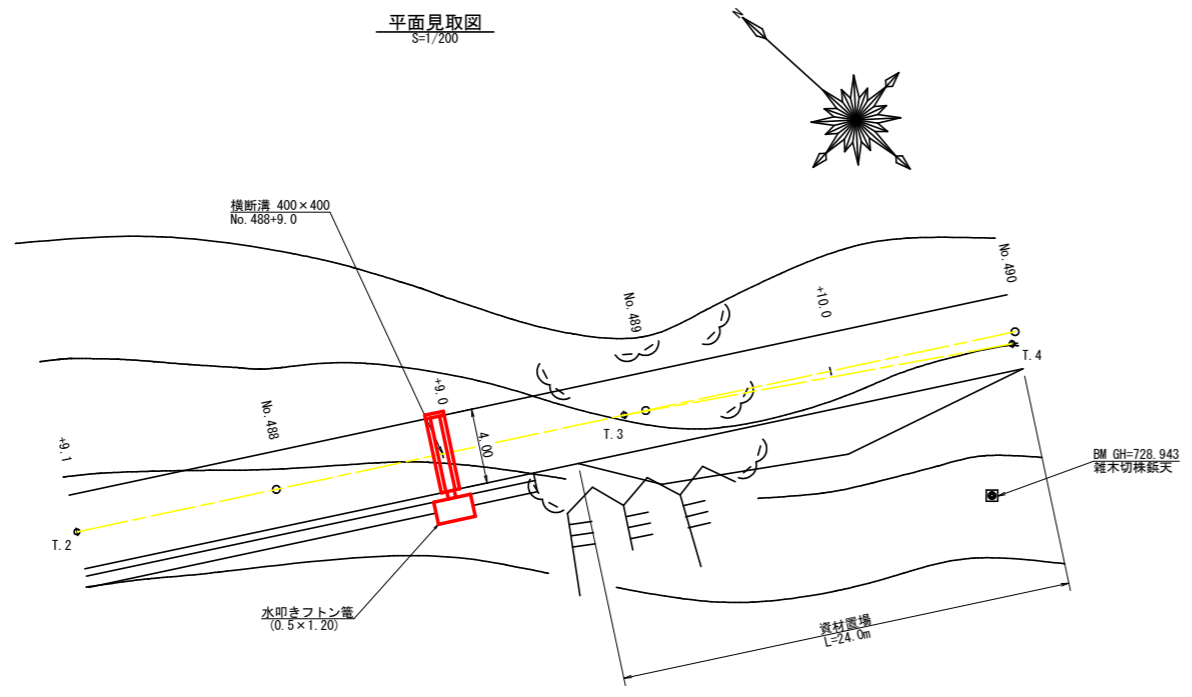 平面見取図
S=1/200
N
横断溝 400×400
No.488+9.0
No.490
+10.0
No.489
T.4
+9.0
T.3
No.488
4.00
+9.1
BM GH=728.943
雑木切株鋲天
T.2
水叩きフトン篭
(0.5×1.20)
資材置場
L=24.0m